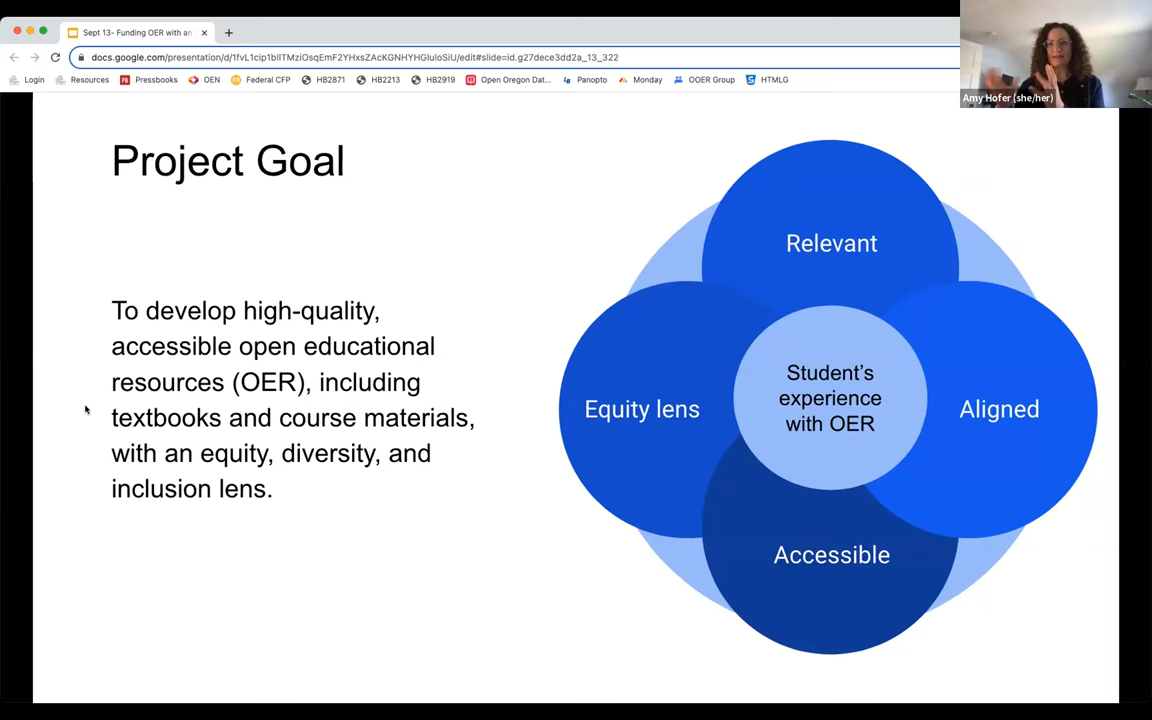 Sept 13- Funding OER with an
docs.google.com/presentation/d/1fvL1cip1bIlTMziOsqEmF2YHxsZAcKGNHYHGluloSiU/edit#slide=id.g27dece3dd2a_13_322
Login Resources Pressbooks OEN Federal CFP HB2871 HB2213 HB2919 Open Oregon Dat... Panopto Monday OOER Group HTMLG
Amy Hofer (she/her)
Project Goal
To develop high-quality,
accessible open educational
resources (OER), including
textbooks and course materials,
with an equity, diversity, and
inclusion lens.
Relevant
Equity lens
Student's
experience
with OER
Aligned
Accessible